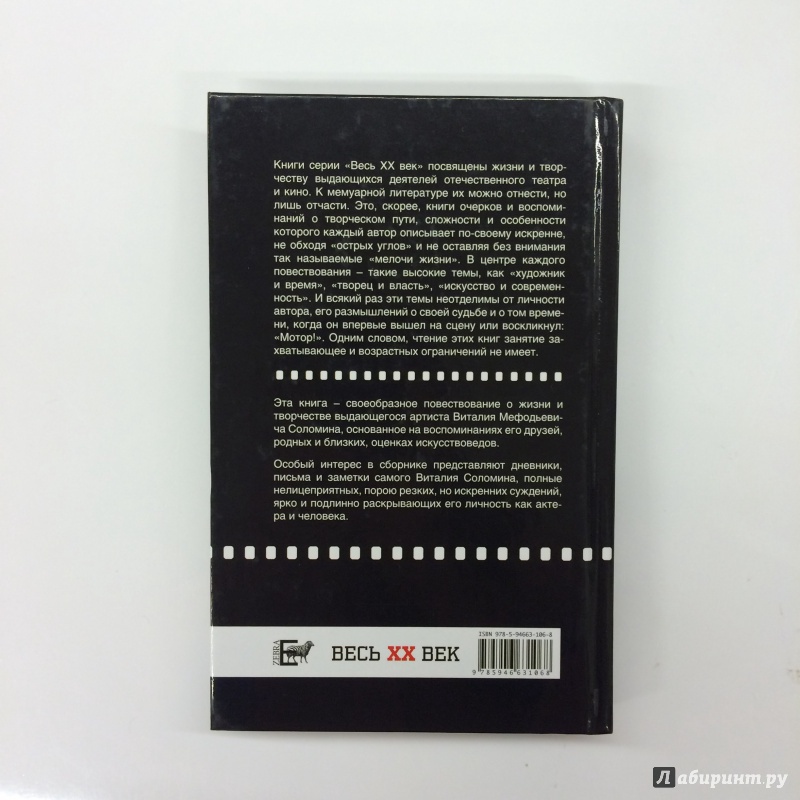 Книги серии «Весь XX век» посвящены жизни и твор-
честву выдающихся деятелей отечественного театра
и кино. К мемуарной литературе их можно отнести, но
лишь отчасти. Это, скорее, книги очерков и воспоми-
наний о творческом пути, сложности и особенности
которого каждый автор описывает по-своему искренне,
не обходя «острых углов» и не оставляя без внимания
так называемые «мелочи жизни». В центре каждого
повествования – такие высокие темы, как «художник
и время», «творец и власть», «искусство и современ-
ность». И всякий раз эти темы неотделимы от личности
автора, его размышлений о своей судьбе и о том време-
ни, когда он впервые вышел на сцену или воскликнул:
«Мотор!». Одним словом, чтение этих книг занятие за-
хватывающее и возрастных ограничений не имеет.
Эта книга – своеобразное повествование о жизни и
творчестве выдающегося артиста Виталия Мефодьеви-
ча Соломина, основанное на воспоминаниях его друзей,
родных и близких, оценках искусствоведов.
Особый интерес в сборнике представляют дневники,
письма и заметки самого Виталия Соломина, полные
нелицеприятных, порою резких, но искренних суждений,
ярко и подлинно раскрывающих его личность как акте-
ра и человека.
ZEBRA E
ВЕСЬ XX ВЕК
ISBN 978-5-94663-106-8
9 785946 631068
Лабиринт.ру